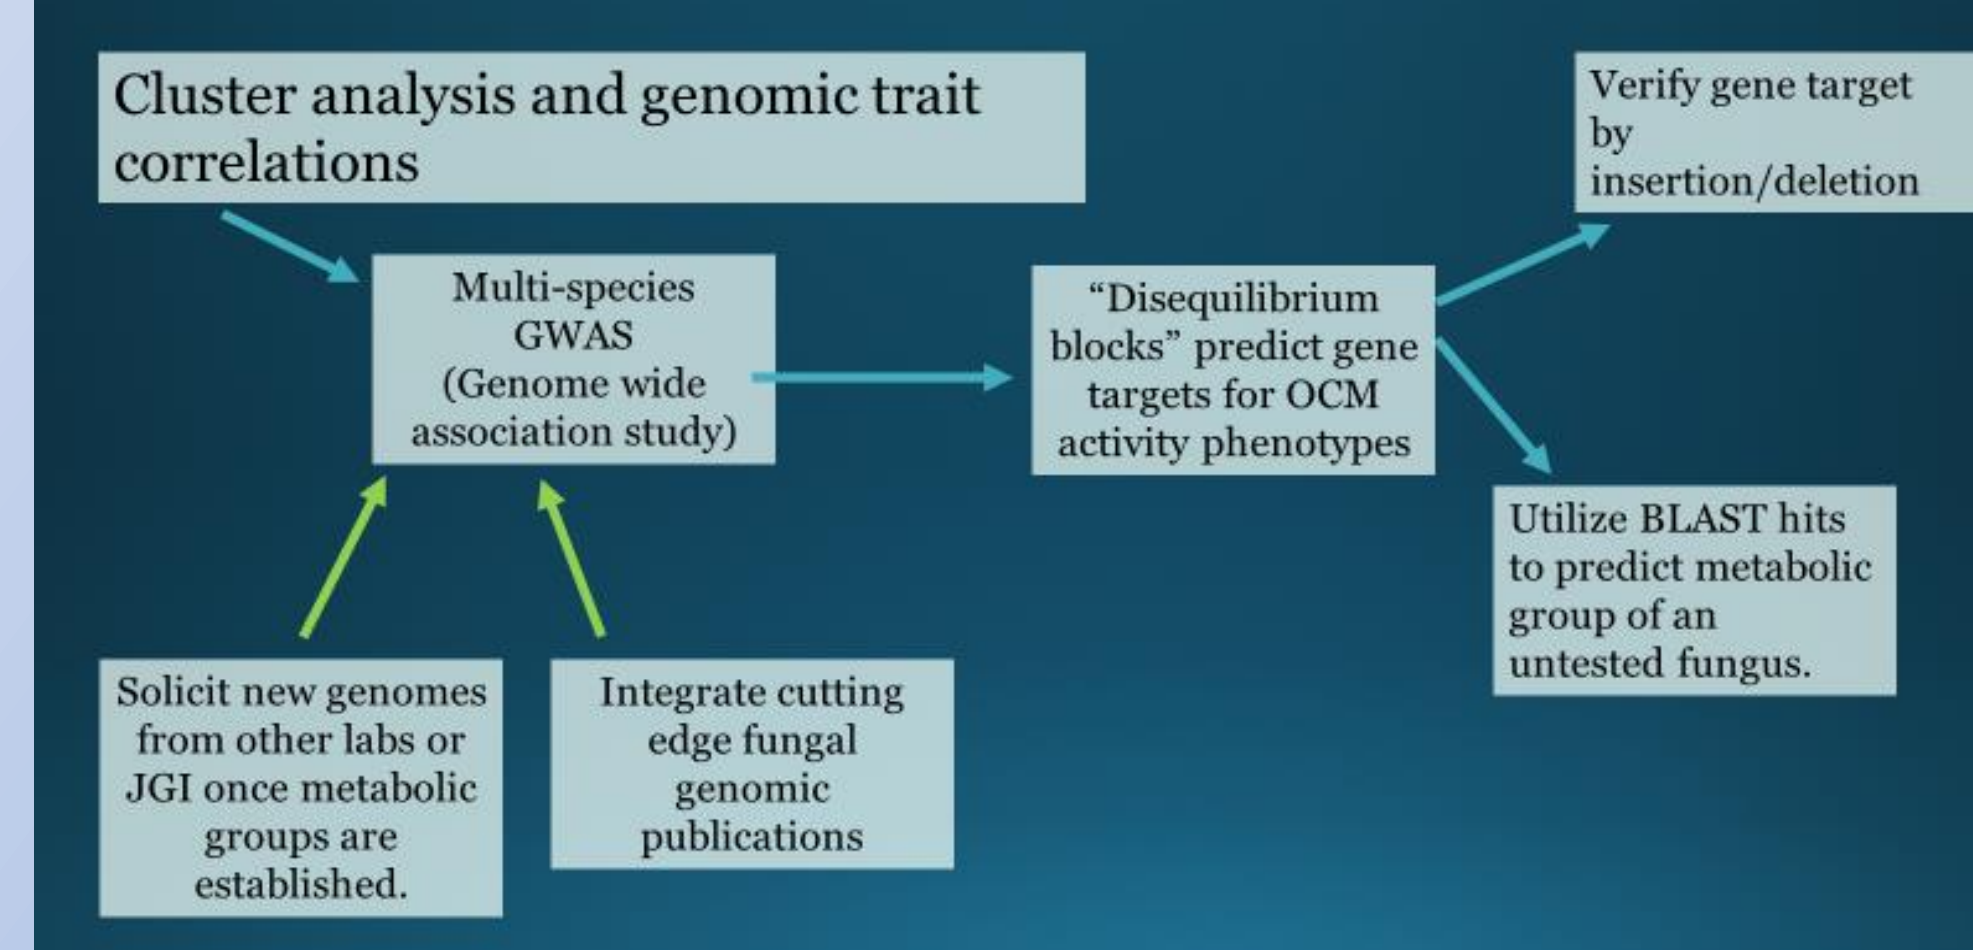 Cluster analysis and genomic trait
correlations
Verify gene target
by
insertion/deletion
Multi-species
GWAS
(Genome wide
association study)
“Disequilibrium
blocks” predict gene
targets for OCM
activity phenotypes
Utilize BLAST hits
to predict metabolic
group of an
untested fungus.
Solicit new genomes
from other labs or
JGI once metabolic
groups are
established.
Integrate cutting
edge fungal
genomic
publications